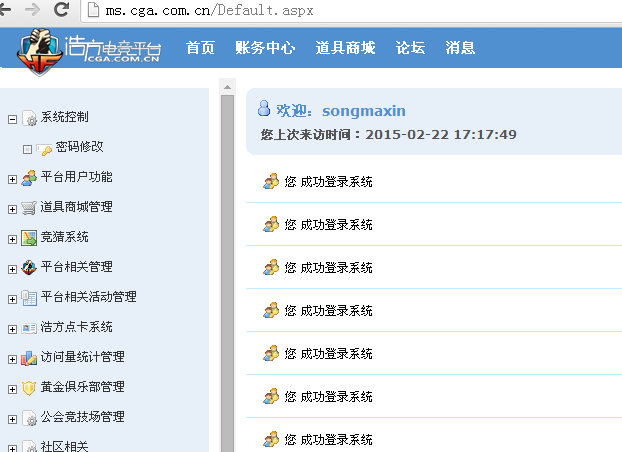 ms.cga.com.cn/Default.aspx
浩方电竞平台
CGA.COM.CN
首页 账务中心 道具商城 论坛 消息
系统控制
密码修改
平台用户功能
道具商城管理
竞猜系统
平台相关管理
平台相关活动管理
浩方点卡系统
访问量统计管理
黄金俱乐部管理
公会竞技场管理
社区相关
欢迎: songmaxin
您上次来访时间：2015-02-22 17:17:49
您 成功登录系统
您 成功登录系统
您 成功登录系统
您 成功登录系统
您 成功登录系统
您 成功登录系统
您 成功登录系统